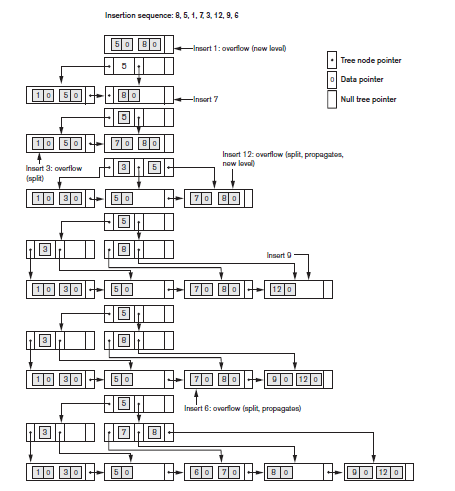 Insertion sequence: 8, 5, 1, 7, 3, 12, 9, 6
5 o 8 o
Insert 1: overflow (new level)
5
Tree node pointer
o Data pointer
Null tree pointer
1 o 5 o 8 o
Insert 7
5
1 o 5 o 7 o 8 o
Insert 3: overflow
(split)
Insert 12: overflow (split, propagates,
new level)
3 5
1 o 3 o 5 o 7 o 8 o
5
3 8
Insert 9
1 o 3 o 5 o 7 o 8 o 12 o
5
3 8
1 o 3 o 5 o 7 o 8 o 9 o 12 o
Insert 6: overflow (split, propagates)
5
3 7 8
1 o 3 o 5 o 6 o 7 o 8 o 9 o 12 o